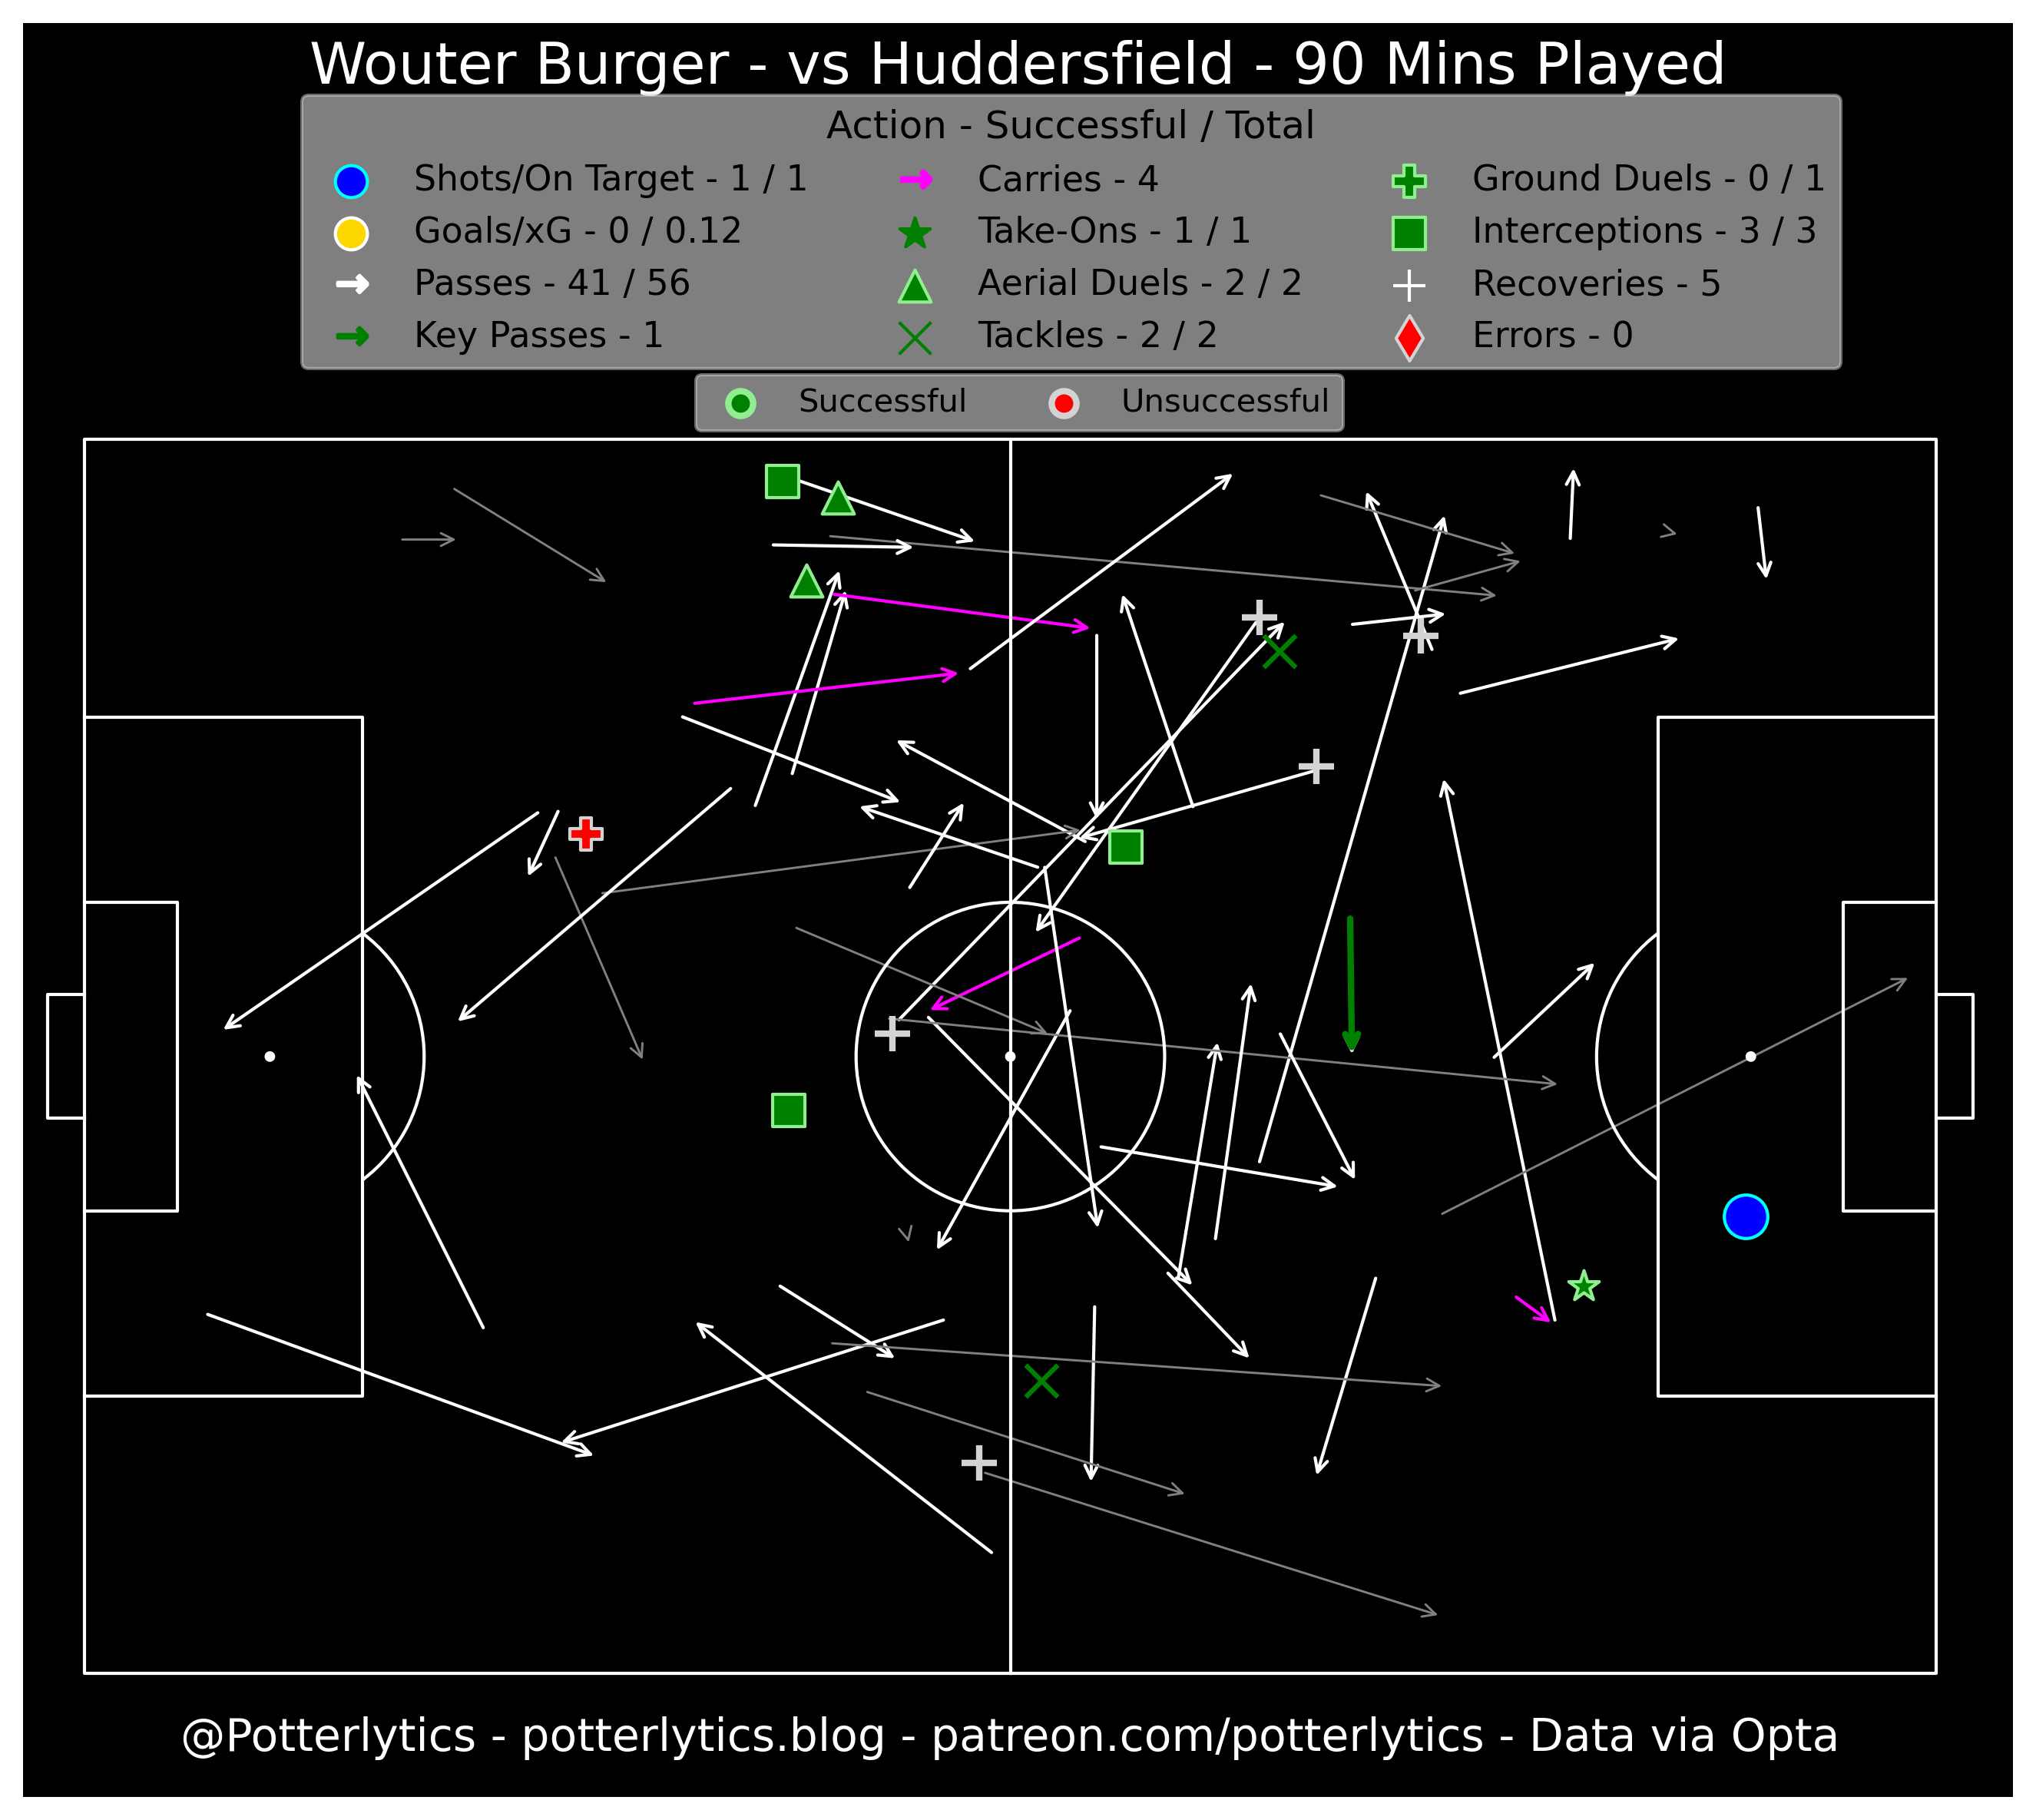 Wouter Burger - vs Huddersfield - 90 Mins Played
Action - Successful / Total
Shots/On Target - 1 / 1
Goals/xG - 0 / 0.12
Passes - 41 / 56
Key Passes - 1
Carries - 4
Take-Ons - 1 / 1
Aerial Duels - 2 / 2
Tackles - 2 / 2
Ground Duels - 0 / 1
Interceptions - 3 / 3
Recoveries - 5
Errors - 0
Successful
Unsuccessful
@Potterlytics - potterlytics.blog - patreon.com/potterlytics - Data via Opta